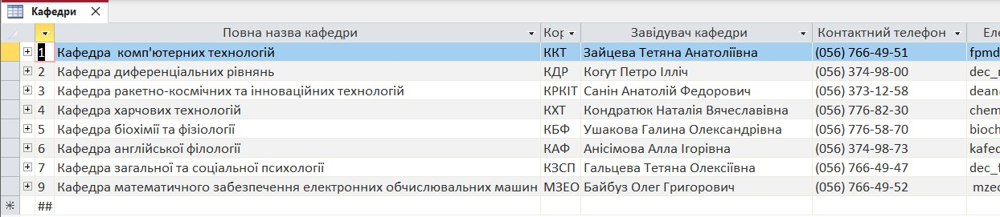 Кафедри
Повна назва кафедри Кор Завідувач кафедри Контактний телефон Еле
1 Кафедра  комп'ютерних технологій ККТ Зайцева Тетяна Анатоліївна (056) 766-49-51 fpmd
2 Кафедра диференціальних рівнянь КДР Когут Петро Ілліч (056) 374-98-00 dec_
3 Кафедра ракетно-космічних та інноваційних технологій КРКІТ Санін Анатолій Федорович (056) 373-12-58 dean
4 Кафедра харчових технологій КХТ Кондратюк Наталія Вячеславівна (056) 776-82-30 chem
5 Кафедра біохімії та фізіології КБФ Ушакова Галина Олександрівна (056) 776-58-70 bioch
6 Кафедра англійської філології КАФ Анісімова Алла Ігорівна (056) 374-98-73 kafed
7 Кафедра загальної та соціальної психології КЗСП Гальцева Тетяна Олексіївна (056) 766-49-47 dec_f
9 Кафедра математичного забезпечення електронних обчислювальних машин МЗЕО Байбуз Олег Григорович (056) 766-49-52 mzec
##